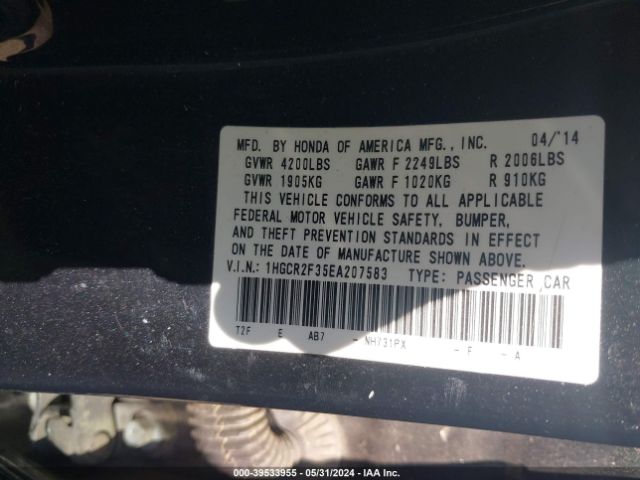 MFD. BY HONDA OF AMERICA MFG., INC. 04/'14
GVWR 4200LBS GAWR F 2249LBS R 2006LBS
GVWR 1905KG GAWR F 1020KG R 910KG
THIS VEHICLE CONFORMS TO ALL APPLICABLE
FEDERAL MOTOR VEHICLE SAFETY, BUMPER,
AND THEFT PREVENTION STANDARDS IN EFFECT
ON THE DATE OF MANUFACTURE SHOWN ABOVE.
V.I.N.: 1HGCR2F35EA207583 TYPE: PASSENGER CAR
T2F E AB7 - NH731PX - F - A
000-39533955 - 05/31/2024 - IAA Inc.